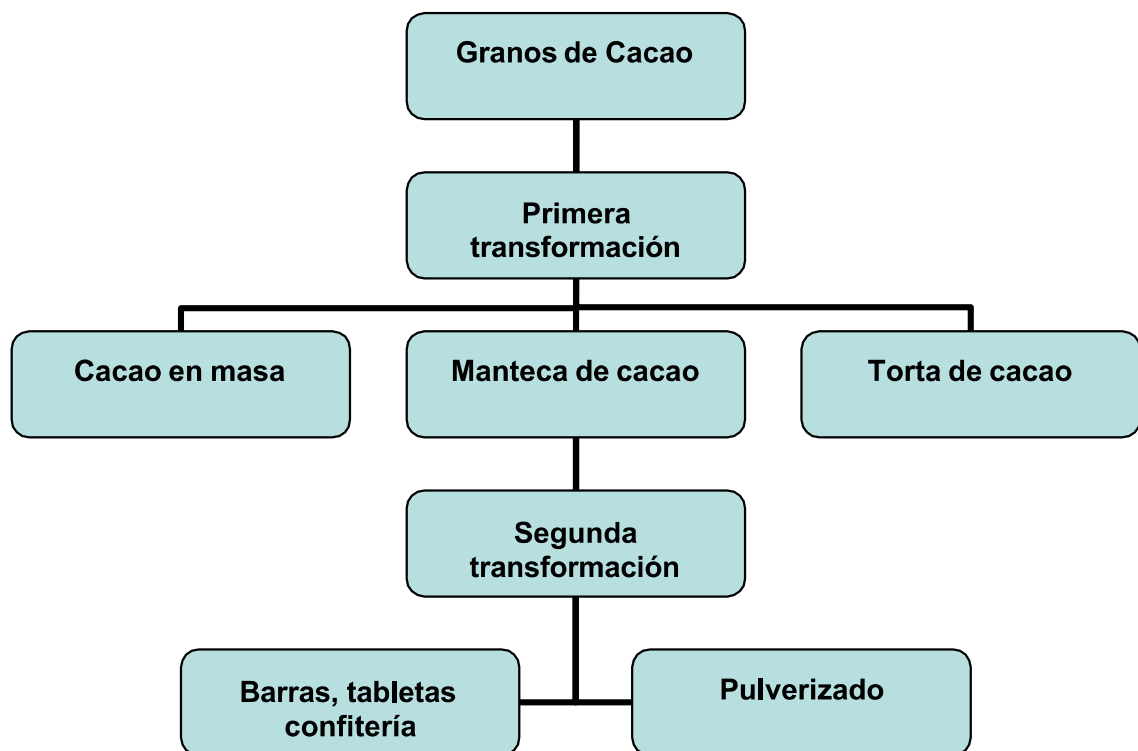 Granos de Cacao
Primera
transformación
Cacao en masa
Manteca de cacao
Torta de cacao
Segunda
transformación
Barras, tabletas
confitería
Pulverizado